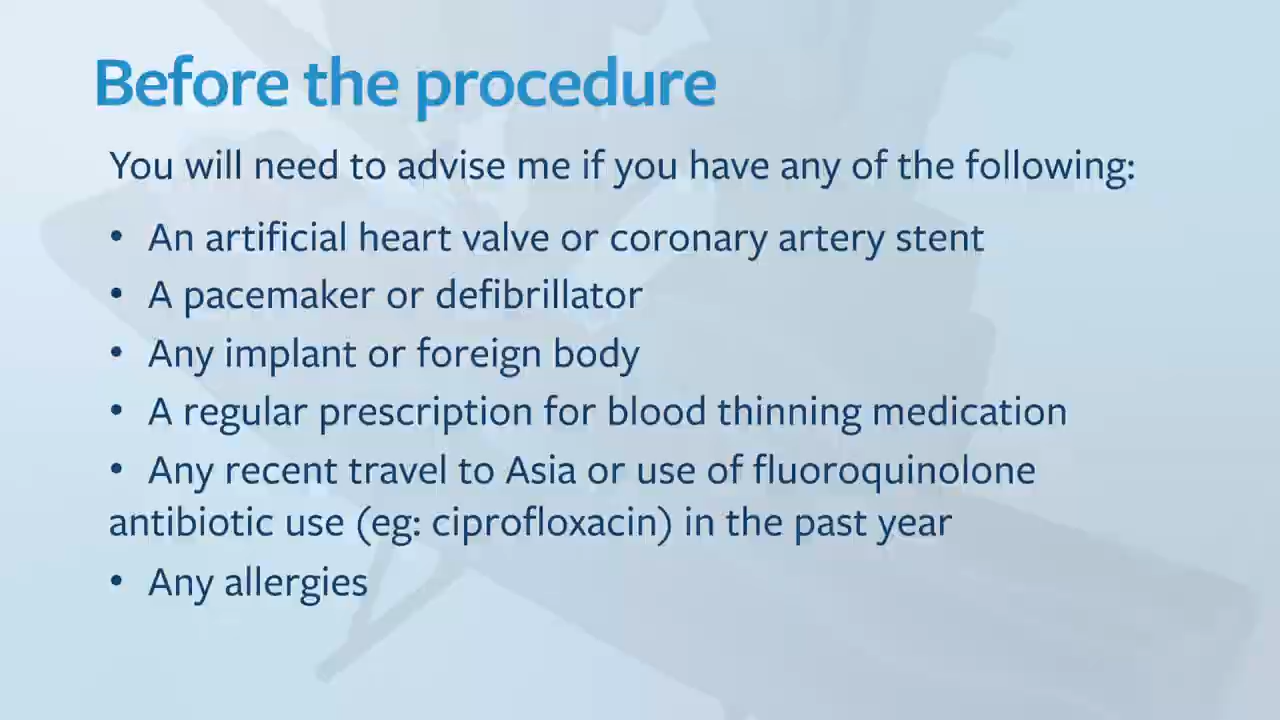 Before the procedure
You will need to advise me if you have any of the following:
• An artificial heart valve or coronary artery stent
• A pacemaker or defibrillator
• Any implant or foreign body
• A regular prescription for blood thinning medication
• Any recent travel to Asia or use of fluoroquinolone
antibiotic use (eg: ciprofloxacin) in the past year
• Any allergies